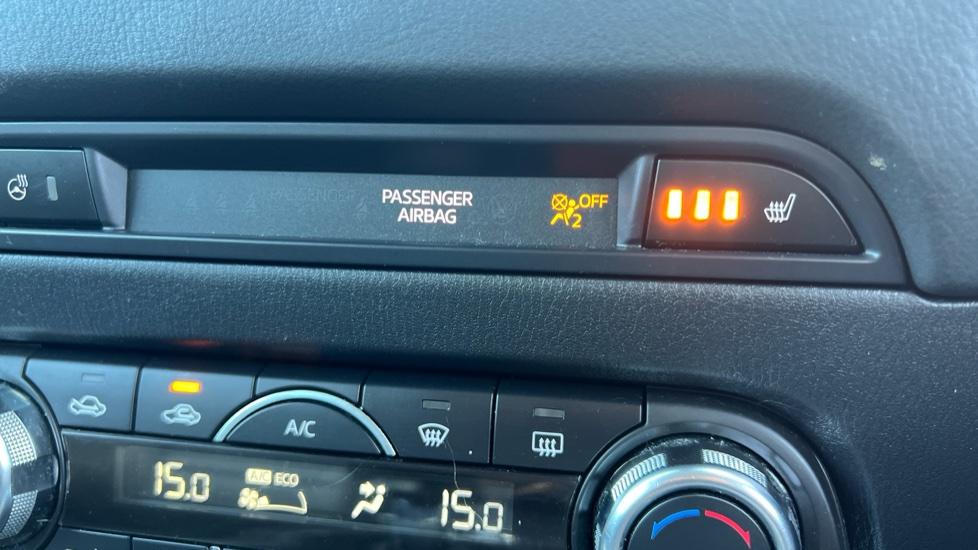 PASSENGER
AIRBAG
OFF
2
A/C
15.0
A/C ECO
15.0